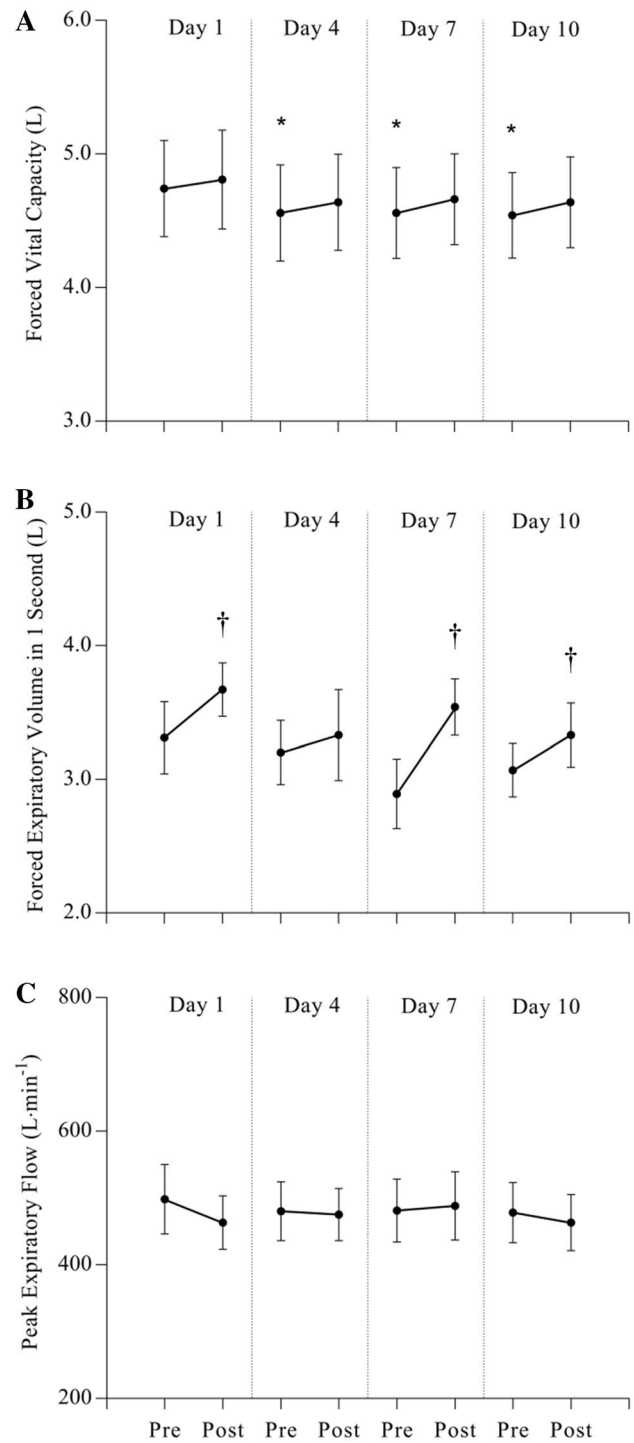 A
6.0
Day 1 Day 4 Day 7 Day 10
* * *
5.0
Forced Vital Capacity (L)
4.0
3.0
B
5.0
Day 1 Day 4 Day 7 Day 10
† † †
4.0
Forced Expiratory Volume in 1 Second (L)
3.0
2.0
C
800
Day 1 Day 4 Day 7 Day 10
600
Peak Expiratory Flow (L·min⁻¹)
400
200
Pre Post Pre Post Pre Post Pre Post